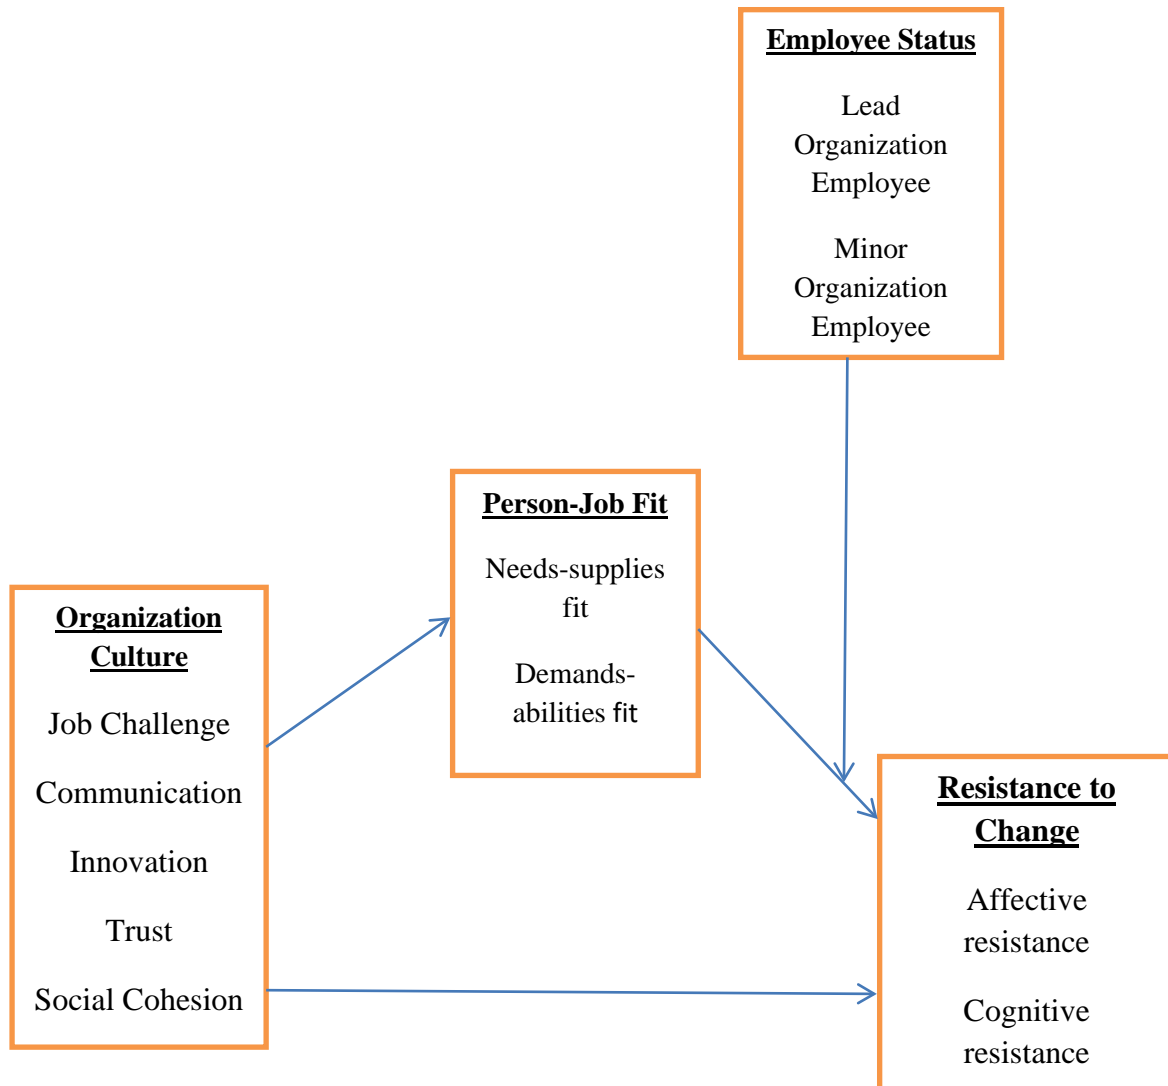 Employee Status
Lead
Organization
Employee
Minor
Organization
Employee
Person-Job Fit
Needs-supplies
fit
Demands-
abilities fit
Organization
Culture
Job Challenge
Communication
Innovation
Trust
Social Cohesion
Resistance to
Change
Affective
resistance
Cognitive
resistance